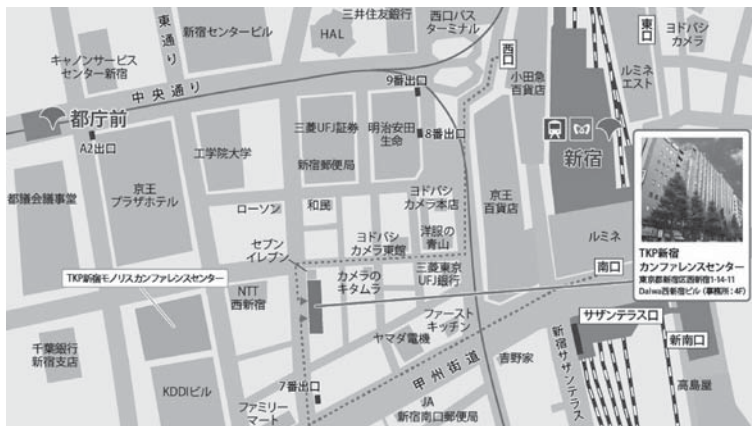 東通り
新宿センタービル
三井住友銀行
HAL
西口バス
ターミナル
西口
東口
ヨドバシ
カメラ
キャノンサービス
センター新宿
中央通り
9番出口
小田急
百貨店
ルミネ
エスト
都庁前
A2出口
工学院大学
三菱UFJ証券
明治安田
生命
8番出口
新宿郵便局
新宿
都議会議事堂
京王
プラザホテル
ローソン
和民
ヨドバシ
カメラ本店
京王
百貨店
セブン
イレブン
ヨドバシ
カメラ東館
洋服の
青山
ルミネ
TKP新宿
カンファレンスセンター
東京都新宿区西新宿1-14-11
Daiwa西新宿ビル（事務所：4F）
TKP新宿モノリスカンファレンスセンター
NTT
西新宿
カメラの
キタムラ
三菱東京
UFJ銀行
南口
ファースト
キッチン
ヤマダ電機
サザンテラス口
新南口
千葉銀行
新宿支店
KDDIビル
7番出口
甲州街道
吉野家
新宿サザンテラス
高島屋
ファミリー
マート
JA
新宿南口郵便局